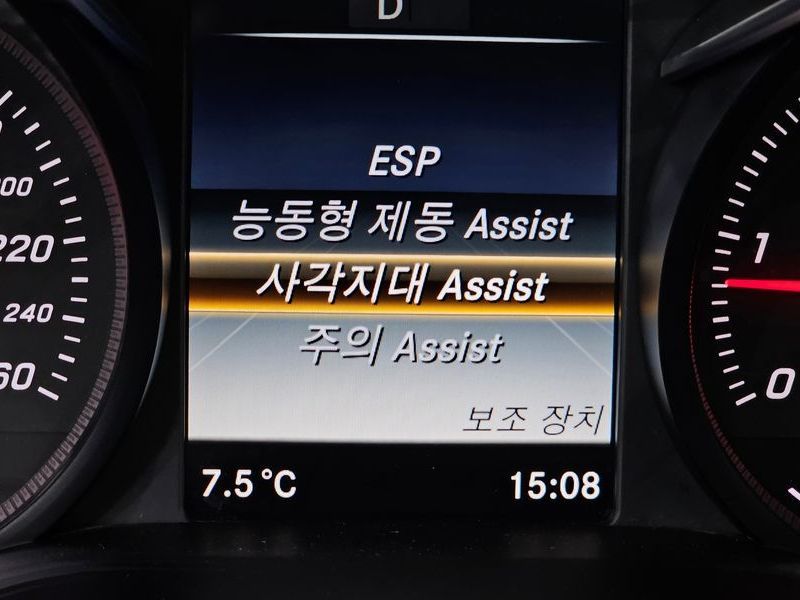 D
ESP
능동형 제동 Assist
사각지대 Assist
주의 Assist
보조 장치
7.5 °C 15:08
220
240
1
0